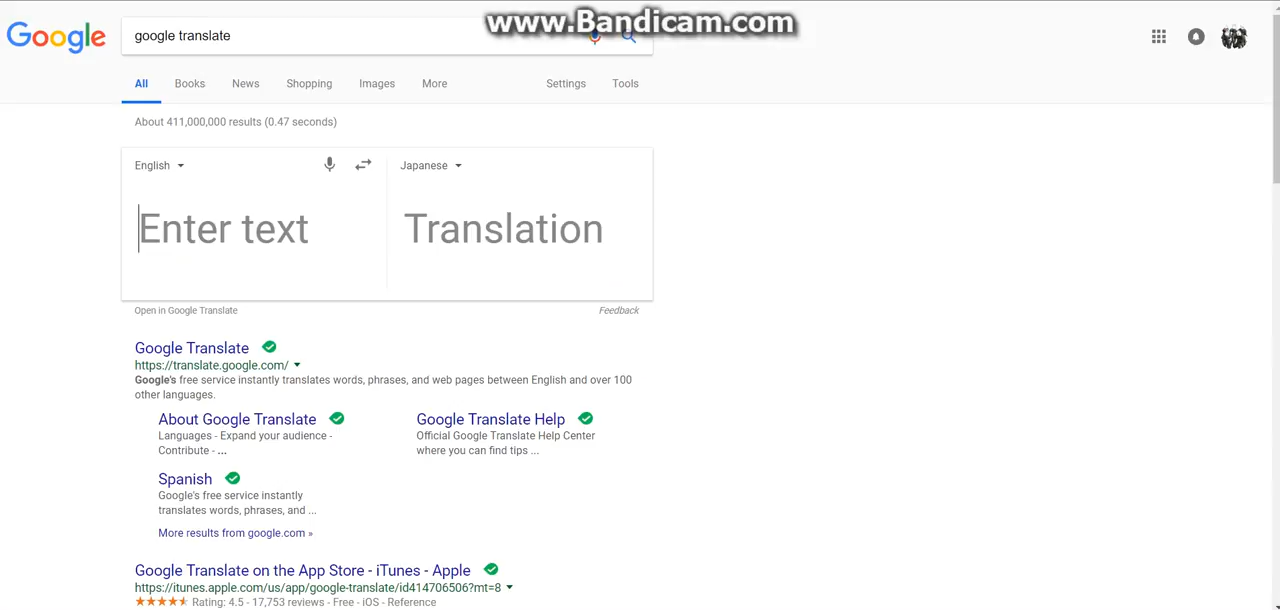 www.Bandicam.com
Google
google translate
All Books News Shopping Images More Settings Tools
About 411,000,000 results (0.47 seconds)
English Japanese
Enter text Translation
Open in Google Translate Feedback
Google Translate
https://translate.google.com/
Google's free service instantly translates words, phrases, and web pages between English and over 100
other languages.
About Google Translate
Languages - Expand your audience -
Contribute - ...
Google Translate Help
Official Google Translate Help Center
where you can find tips ...
Spanish
Google's free service instantly
translates words, phrases, and ...
More results from google.com »
Google Translate on the App Store - iTunes - Apple
https://itunes.apple.com/us/app/google-translate/id414706506?mt=8
Rating: 4.5 - 17,753 reviews - Free - iOS - Reference